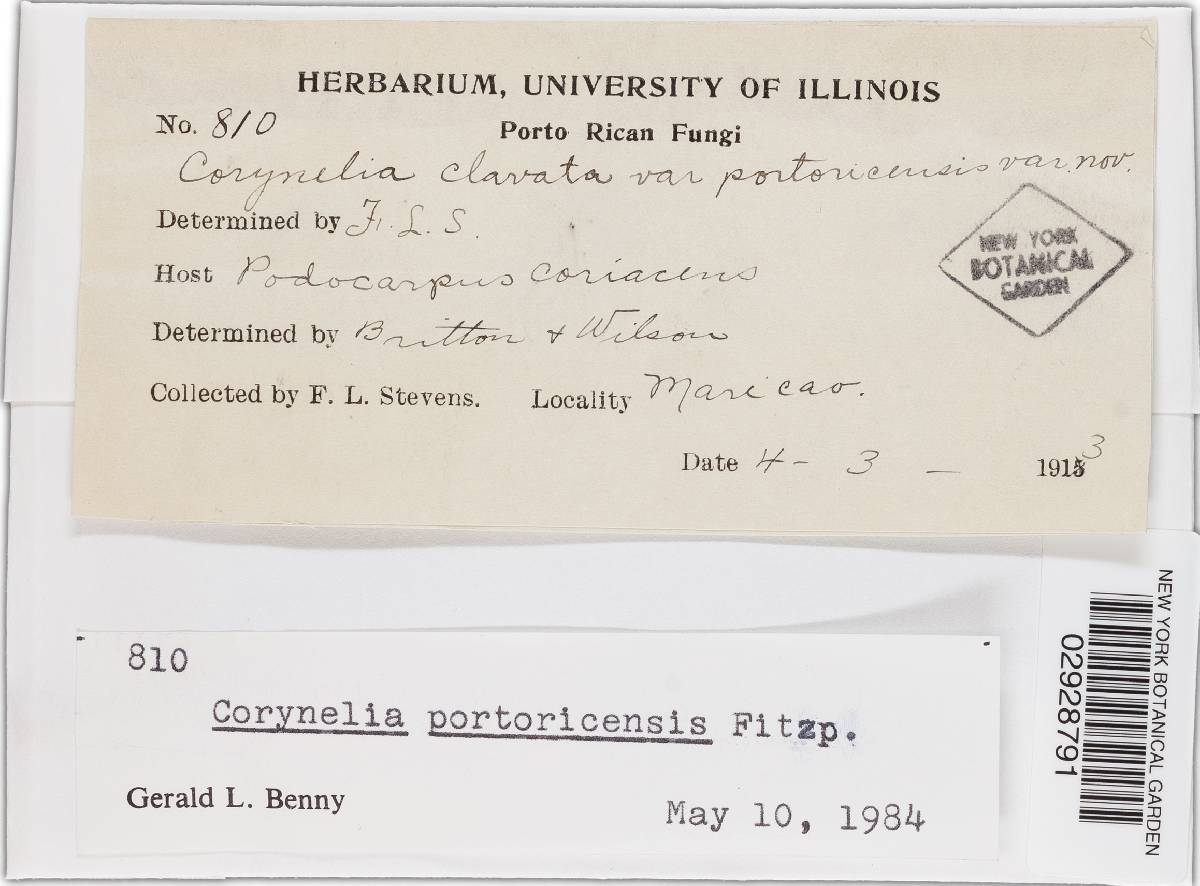 HERBARIUM, UNIVERSITY OF ILLINOIS
No. 810 Porto Rican Fungi
Corynelia clavata var portoricensis var. nov.
Determined by F. L. S.
NEW YORK
BOTANICAL
GARDEN
Host Podocarpus coriaceus
Determined by Britton & Wilson
Collected by F. L. Stevens. Locality Maricao.
Date 4 - 3 - 1913
810
Corynelia portoricensis Fitzp.
Gerald L. Benny May 10, 1984
NEW YORK BOTANICAL GARDEN
02928791